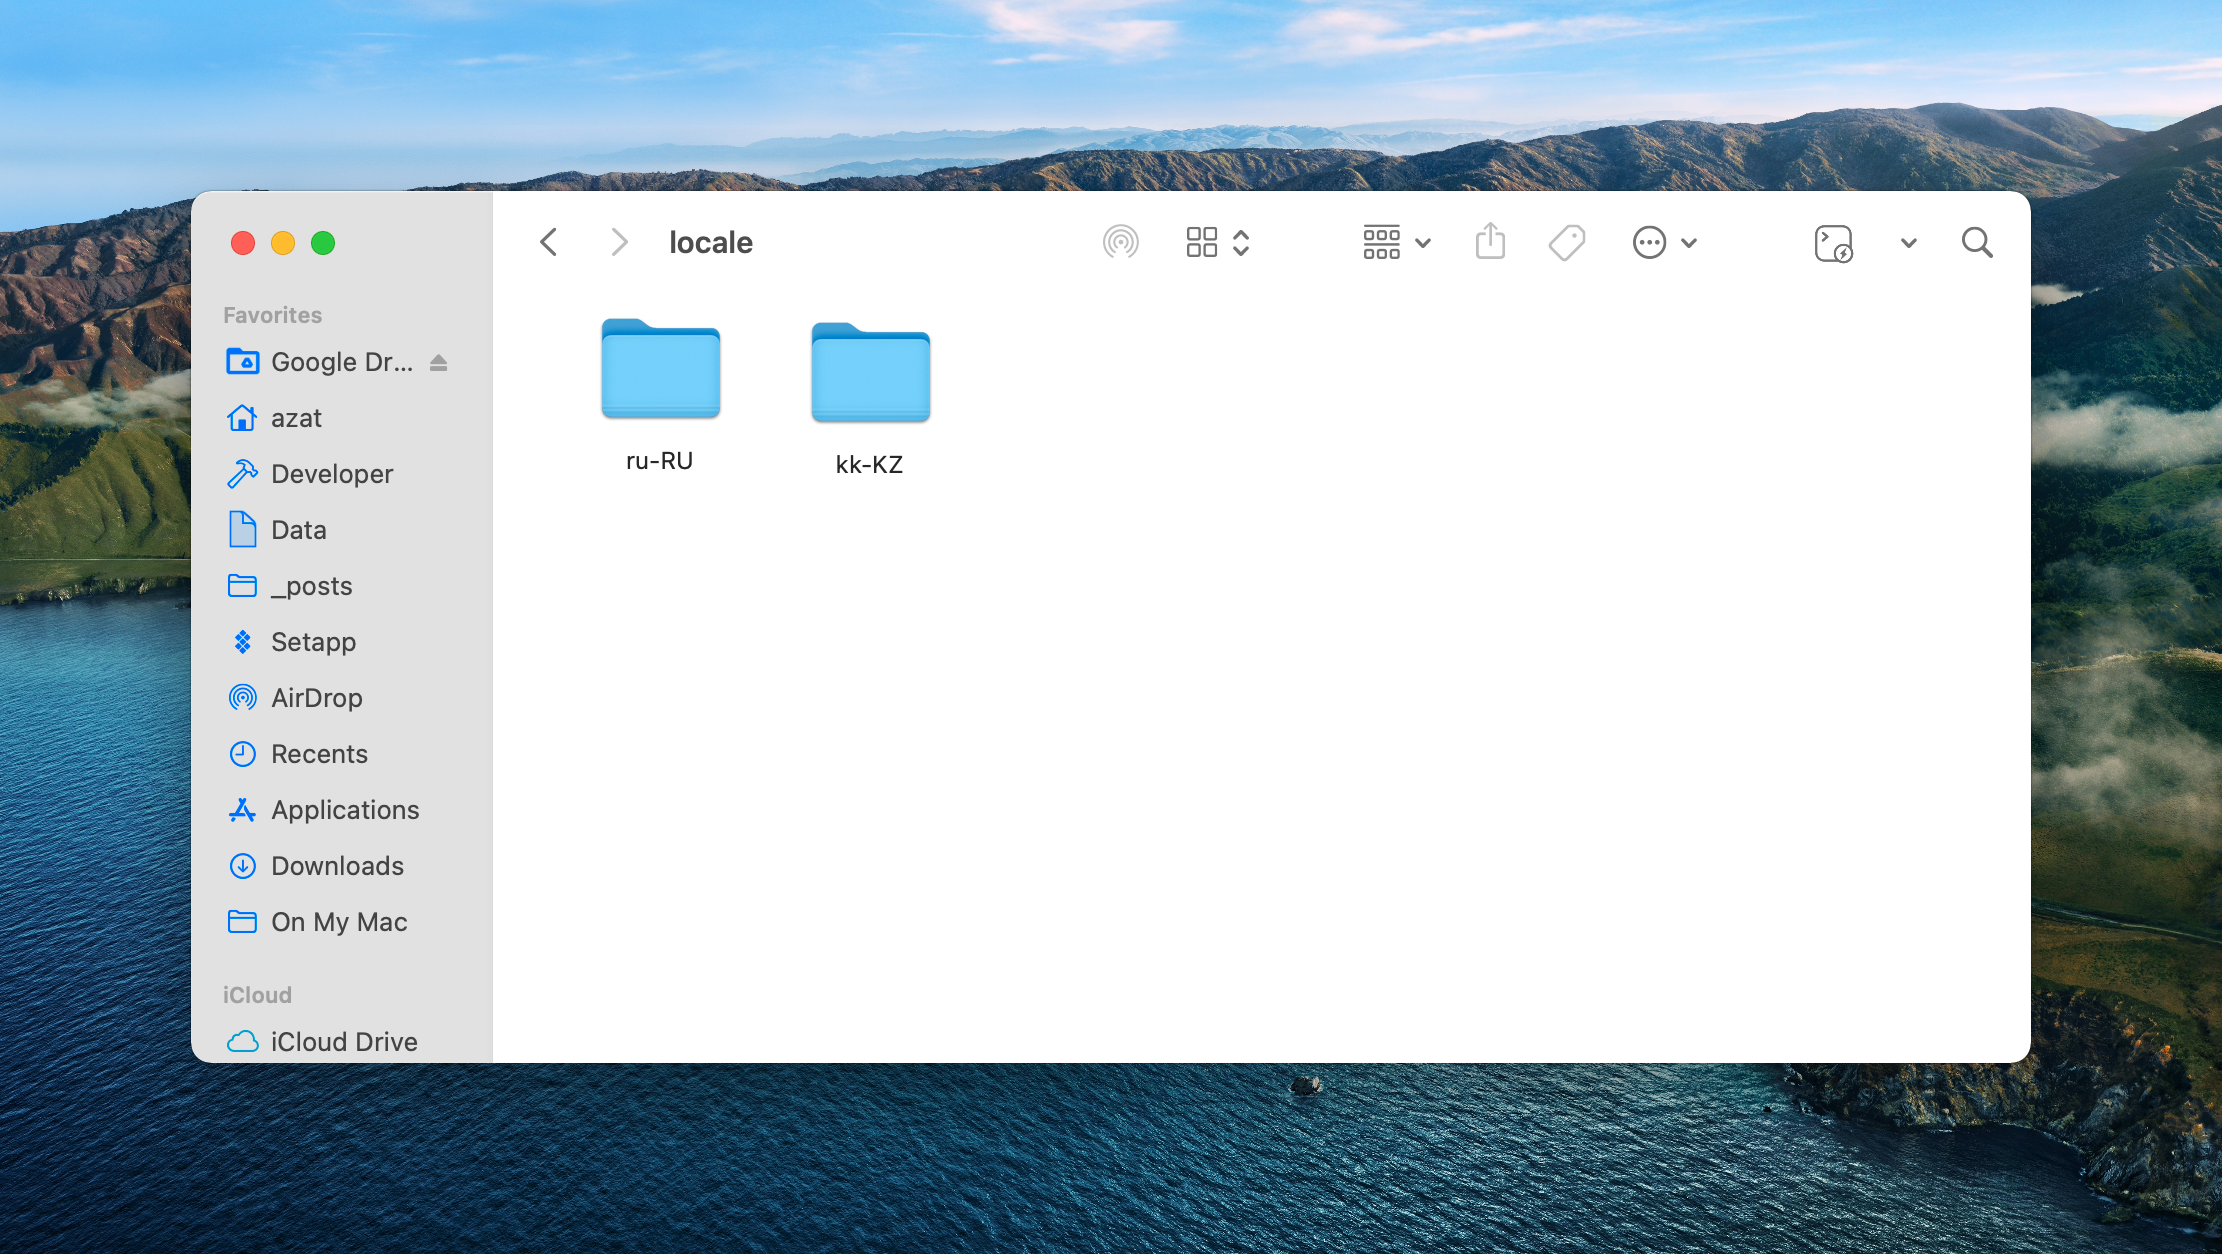 locale
Favorites
Google Dr...
azat
Developer
Data
_posts
Setapp
AirDrop
Recents
Applications
Downloads
On My Mac
iCloud
iCloud Drive
ru-RU
kk-KZ